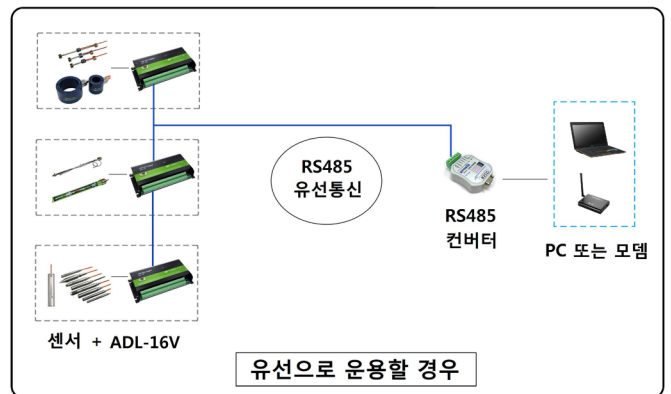 RS485
유선통신
RS485
컨버터
PC 또는 모뎀
센서 + ADL-16V
유선으로 운용할 경우